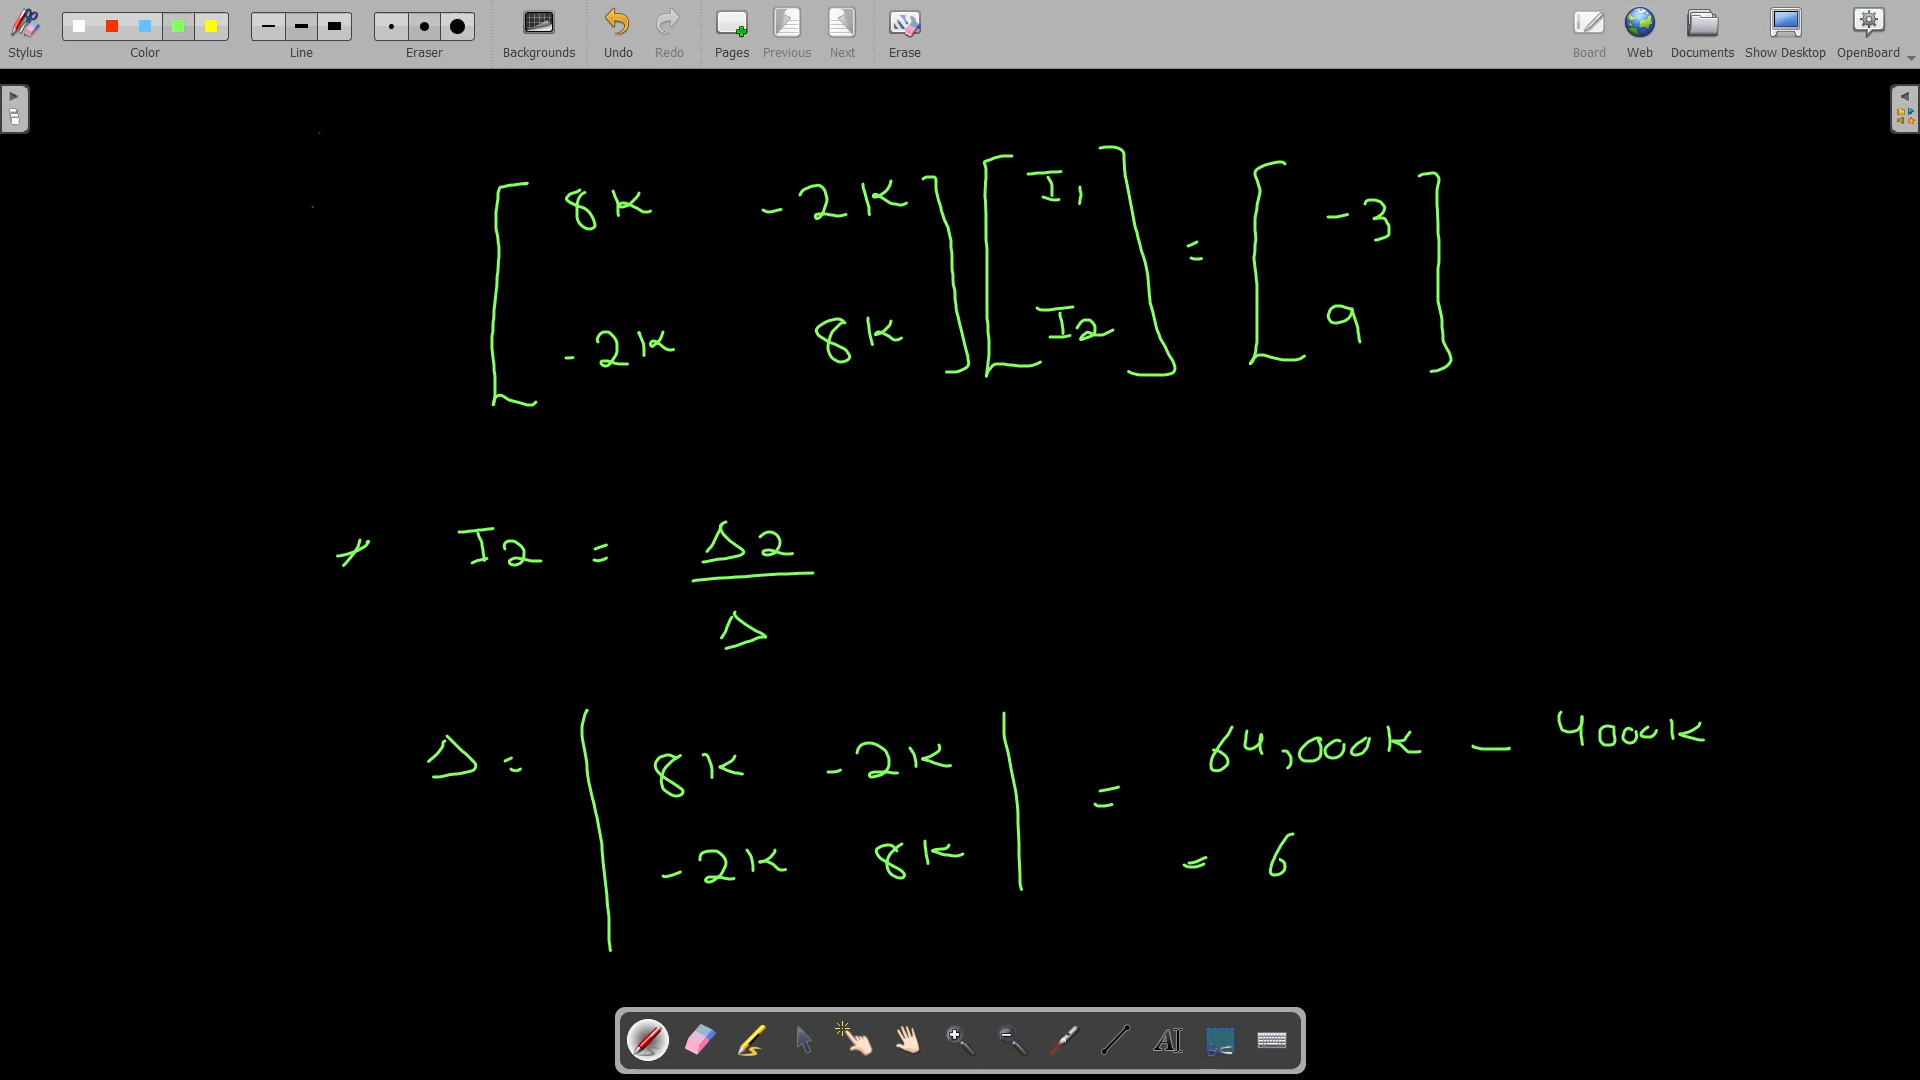 Stylus Color Line Eraser Backgrounds Undo Redo Pages Previous Next Erase Board Web Documents Show Desktop OpenBoard
8K -2K I1 -3
=
-2K 8K I2 9
I2 = Δ2
Δ
Δ = 8K -2K = 64,000K - 4000K
-2K 8K = 6